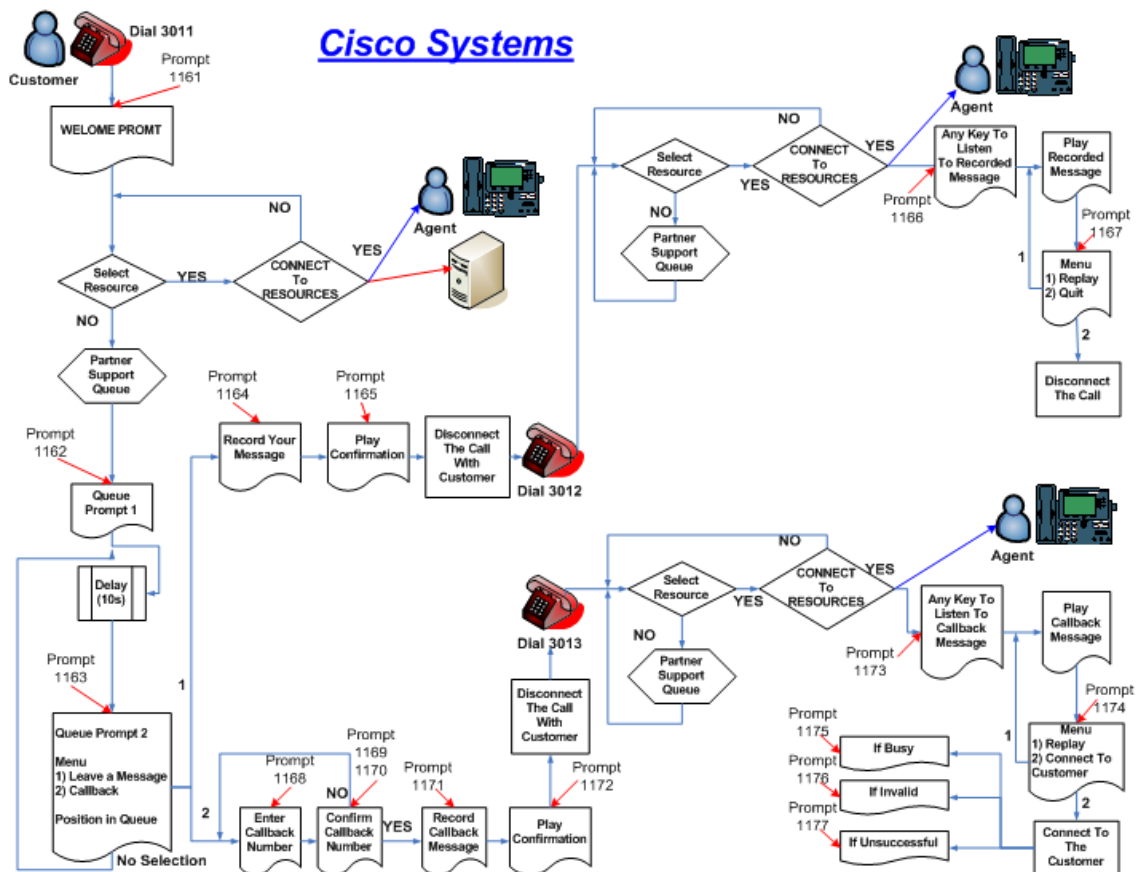 Cisco Systems
Dial 3011
Customer
Prompt
1161
WELOME PROMT
NO
Select
Resource
YES
CONNECT
To
RESOURCES
YES
Agent
NO
Partner
Support
Queue
Prompt
1162
Queue
Prompt 1
Delay
(10s)
Prompt
1163
Queue Prompt 2
Menu
1) Leave a Message
2) Callback
Position in Queue
No Selection
1
2
Prompt
1164
Record Your
Message
Prompt
1165
Play
Confirmation
Disconnect
The Call
With
Customer
Dial 3012
NO
Select
Resource
YES
CONNECT
To
RESOURCES
YES
Agent
NO
Partner
Support
Queue
Any Key To
Listen
To Recorded
Message
Prompt
1166
Play
Recorded
Message
Prompt
1167
1
Menu
1) Replay
2) Quit
2
Disconnect
The Call
Prompt
1168
Enter
Callback
Number
NO
Prompt
1169
1170
Confirm
Callback
Number
YES
Prompt
1171
Record
Callback
Message
Prompt
1172
Play
Confirmation
Disconnect
The Call
With
Customer
Dial 3013
NO
Select
Resource
YES
CONNECT
To
RESOURCES
YES
Agent
NO
Partner
Support
Queue
Any Key To
Listen To
Callback
Message
Prompt
1173
Play
Callback
Message
Prompt
1174
1
Menu
1) Replay
2) Connect To
Customer
2
Connect To
The
Customer
Prompt
1175
If Busy
Prompt
1176
If Invalid
Prompt
1177
If Unsuccessful